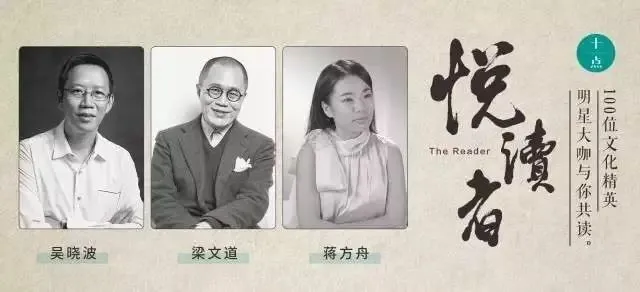 十点
100位文化精英
明星大咖与你共读。
悦读者
The Reader
吴晓波
梁文道
蒋方舟